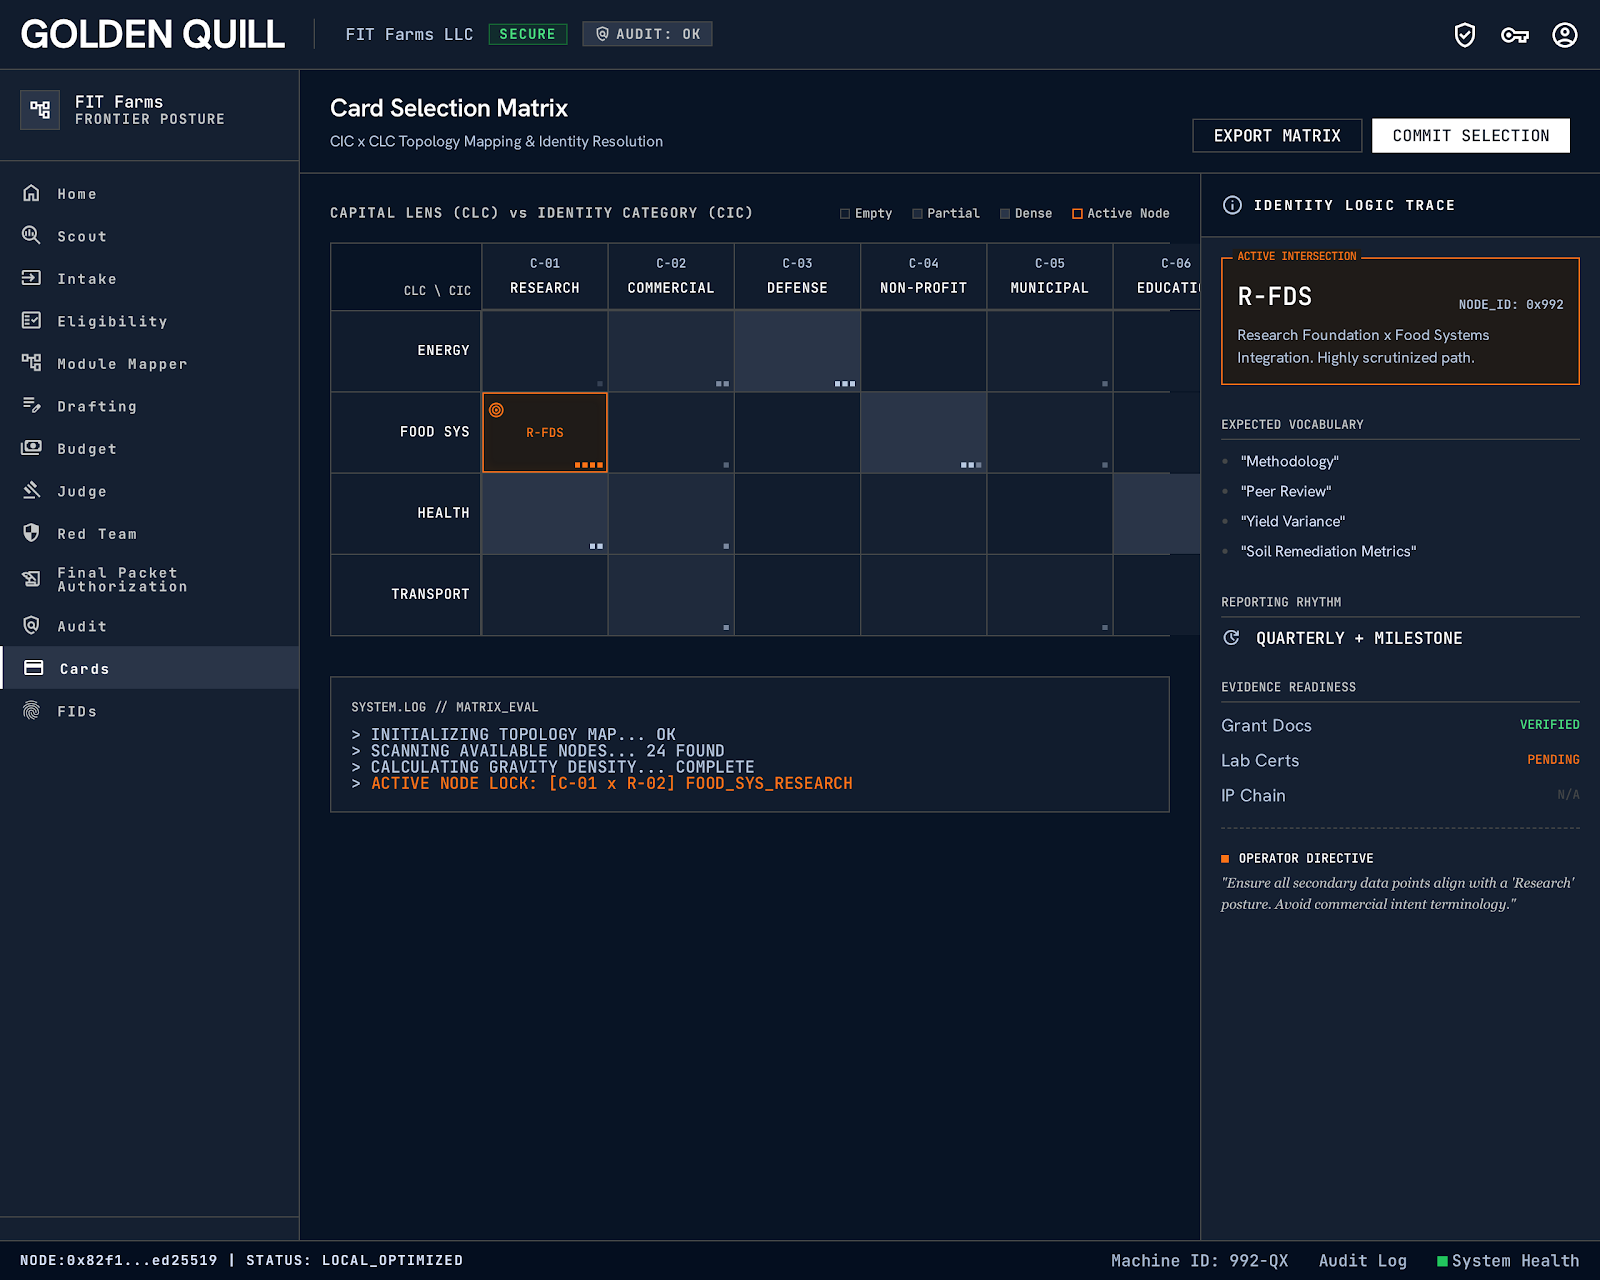 GOLDEN QUILL
FIT Farms LLC
SECURE
AUDIT: OK
FIT Farms
FRONTIER POSTURE
Home
Scout
Intake
Eligibility
Module Mapper
Drafting
Budget
Judge
Red Team
Final Packet
Authorization
Audit
Cards
FIDs
Card Selection Matrix
CIC x CLC Topology Mapping & Identity Resolution
EXPORT MATRIX
COMMIT SELECTION
CAPITAL LENS (CLC) vs IDENTITY CATEGORY (CIC)
Empty
Partial
Dense
Active Node
CLC \ CIC
C-01
RESEARCH
C-02
COMMERCIAL
C-03
DEFENSE
C-04
NON-PROFIT
C-05
MUNICIPAL
C-06
EDUCATI
ENERGY
FOOD SYS
R-FDS
HEALTH
TRANSPORT
SYSTEM.LOG // MATRIX_EVAL
> INITIALIZING TOPOLOGY MAP... OK
> SCANNING AVAILABLE NODES... 24 FOUND
> CALCULATING GRAVITY DENSITY... COMPLETE
> ACTIVE NODE LOCK: [C-01 x R-02] FOOD_SYS_RESEARCH
IDENTITY LOGIC TRACE
ACTIVE INTERSECTION
R-FDS
NODE_ID: 0x992
Research Foundation x Food Systems
Integration. Highly scrutinized path.
EXPECTED VOCABULARY
"Methodology"
"Peer Review"
"Yield Variance"
"Soil Remediation Metrics"
REPORTING RHYTHM
QUARTERLY + MILESTONE
EVIDENCE READINESS
Grant Docs VERIFIED
Lab Certs PENDING
IP Chain N/A
OPERATOR DIRECTIVE
"Ensure all secondary data points align with a 'Research'
posture. Avoid commercial intent terminology."
NODE:0x82f1...ed25519 | STATUS: LOCAL_OPTIMIZED
Machine ID: 992-QX
Audit Log
System Health